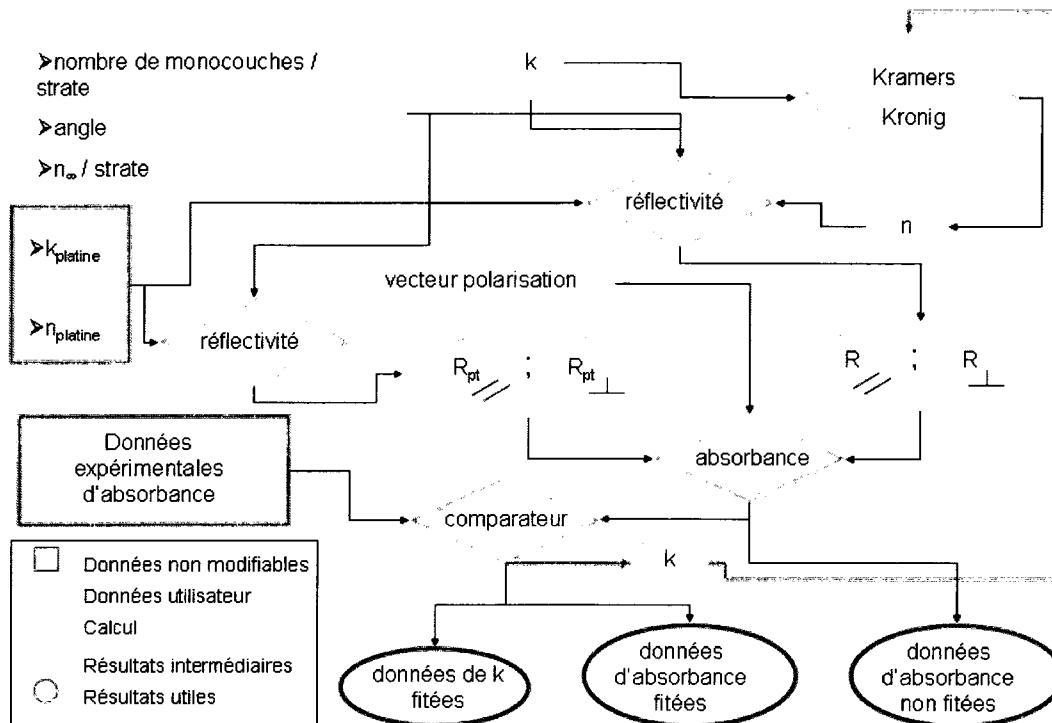 ➢nombre de monocouches /
strate
➢angle
➢n∞ / strate
k
Kramers
Kronig
réflectivité
n
➢kplatine
➢nplatine
vecteur polarisation
réflectivité
Rpt // ; Rpt ⊥
R // ; R ⊥
Données
expérimentales
d'absorbance
absorbance
comparateur
k
Données non modifiables
Données utilisateur
Calcul
Résultats intermédiaires
Résultats utiles
données de k
fitées
données
d'absorbance
fitées
données
d'absorbance
non fitées